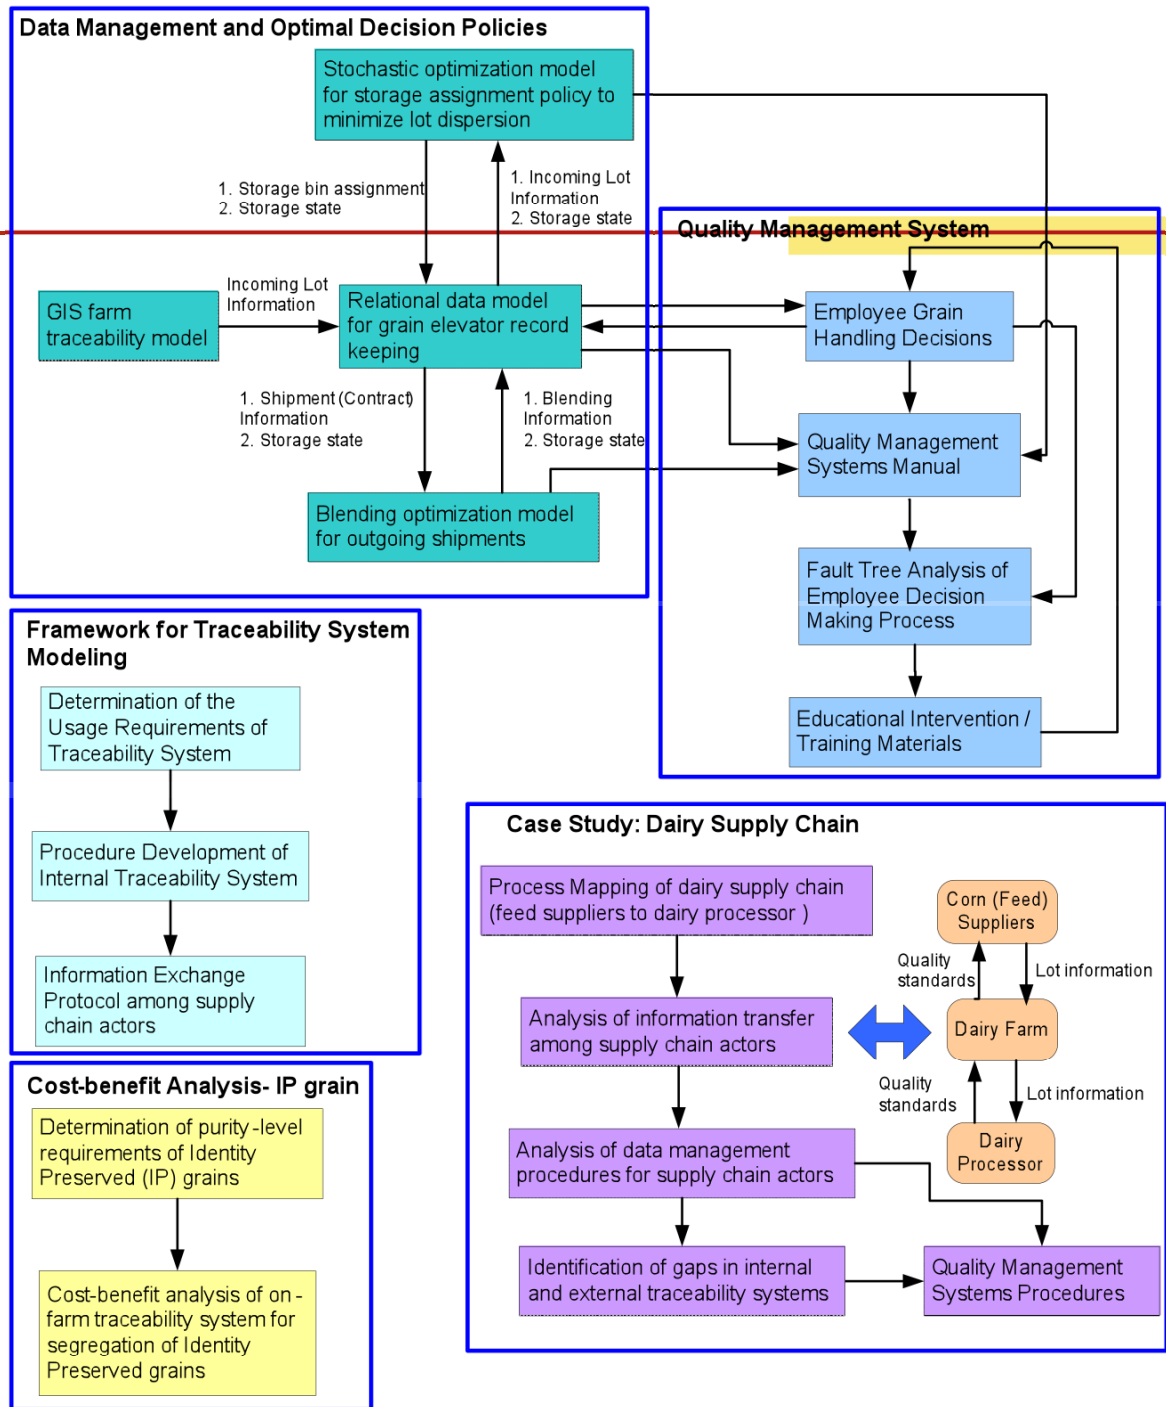 Data Management and Optimal Decision Policies
Stochastic optimization model
for storage assignment policy to
minimize lot dispersion
1. Storage bin assignment
2. Storage state
1. Incoming Lot
Information
2. Storage state
GIS farm
traceability model
Incoming Lot
Information
Relational data model
for grain elevator record
keeping
1. Shipment (Contract)
Information
2. Storage state
1. Blending
Information
2. Storage state
Blending optimization model
for outgoing shipments
Quality Management System
Employee Grain
Handling Decisions
Quality Management
Systems Manual
Fault Tree Analysis of
Employee Decision
Making Process
Educational Intervention /
Training Materials
Framework for Traceability System
Modeling
Determination of the
Usage Requirements of
Traceability System
Procedure Development of
Internal Traceability System
Information Exchange
Protocol among supply
chain actors
Cost-benefit Analysis- IP grain
Determination of purity-level
requirements of Identity
Preserved (IP) grains
Cost-benefit analysis of on-
farm traceability system for
segregation of Identity
Preserved grains
Case Study: Dairy Supply Chain
Process Mapping of dairy supply chain
(feed suppliers to dairy processor )
Analysis of information transfer
among supply chain actors
Analysis of data management
procedures for supply chain actors
Identification of gaps in internal
and external traceability systems
Quality Management
Systems Procedures
Corn (Feed)
Suppliers
Quality
standards
Lot information
Dairy Farm
Quality
standards
Lot information
Dairy
Processor